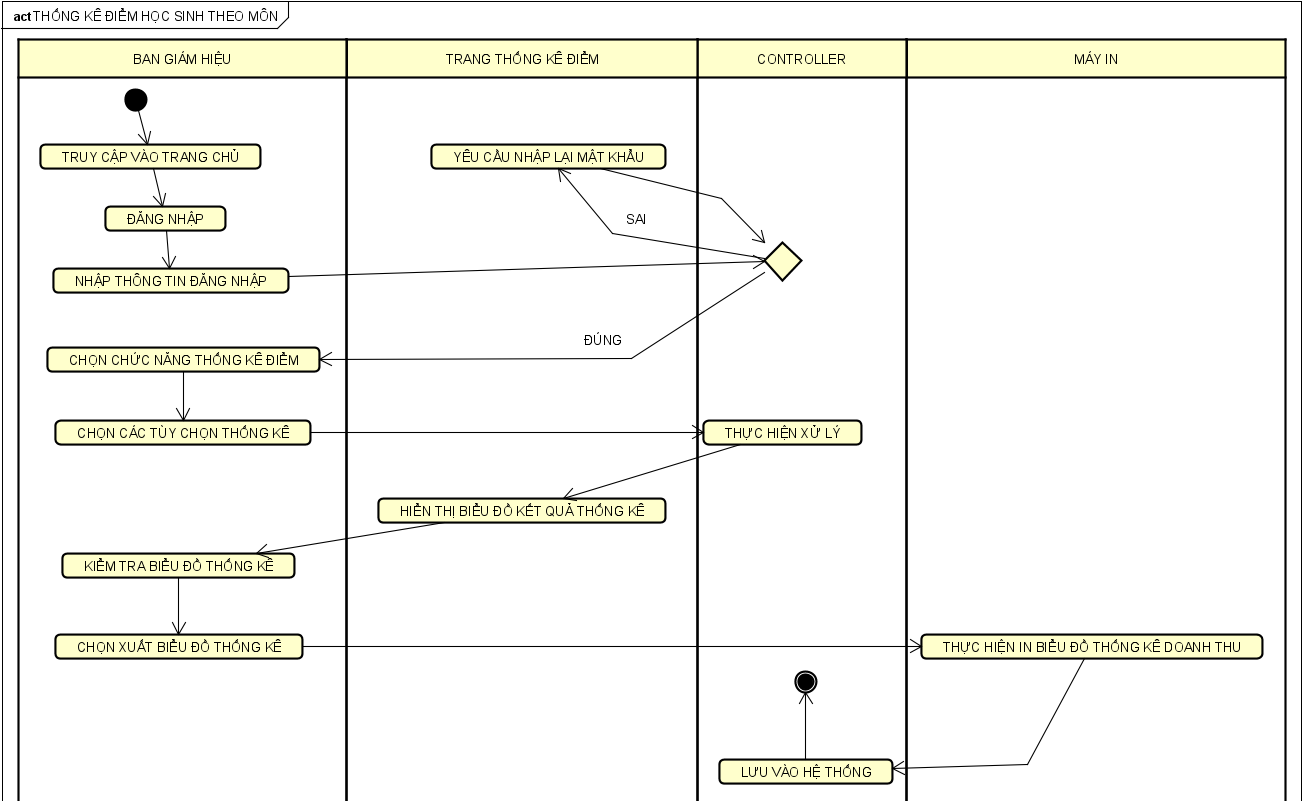 act THỐNG KÊ ĐIỂM HỌC SINH THEO MÔN
BAN GIÁM HIỆU
TRANG THỐNG KÊ ĐIỂM
CONTROLLER
MÁY IN
TRUY CẬP VÀO TRANG CHỦ
YÊU CẦU NHẬP LẠI MẬT KHẨU
ĐĂNG NHẬP
SAI
NHẬP THÔNG TIN ĐĂNG NHẬP
ĐÚNG
CHỌN CHỨC NĂNG THỐNG KÊ ĐIỂM
CHỌN CÁC TÙY CHỌN THỐNG KÊ
THỰC HIỆN XỬ LÝ
HIỂN THỊ BIỂU ĐỒ KẾT QUẢ THỐNG KÊ
KIỂM TRA BIỂU ĐỒ THỐNG KÊ
CHỌN XUẤT BIỂU ĐỒ THỐNG KÊ
THỰC HIỆN IN BIỂU ĐỒ THỐNG KÊ DOANH THU
LƯU VÀO HỆ THỐNG